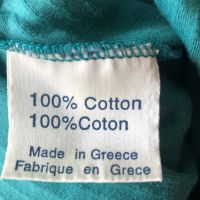 100% Cotton
100%Coton
Made in Greece
Fabrique en Grece